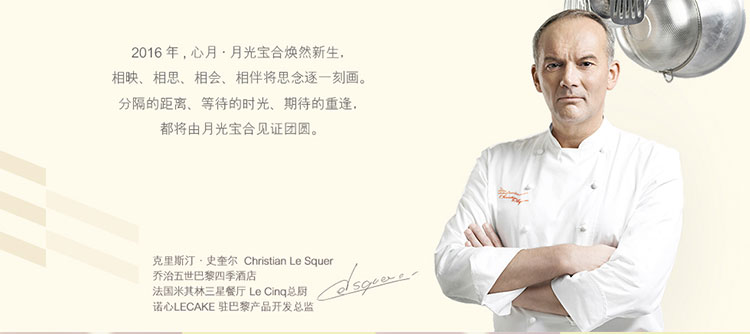 2016 年 , 心月 · 月光宝合焕然新生，
相映、相思、相会、相伴将思念逐一刻画。
分隔的距离、等待的时光、期待的重逢，
都将由月光宝合见证团圆。
克里斯汀 · 史奎尔 Christian Le Squer
乔治五世巴黎四季酒店
法国米其林三星餐厅 Le Cinq总厨
诺心LECAKE 驻巴黎产品开发总监